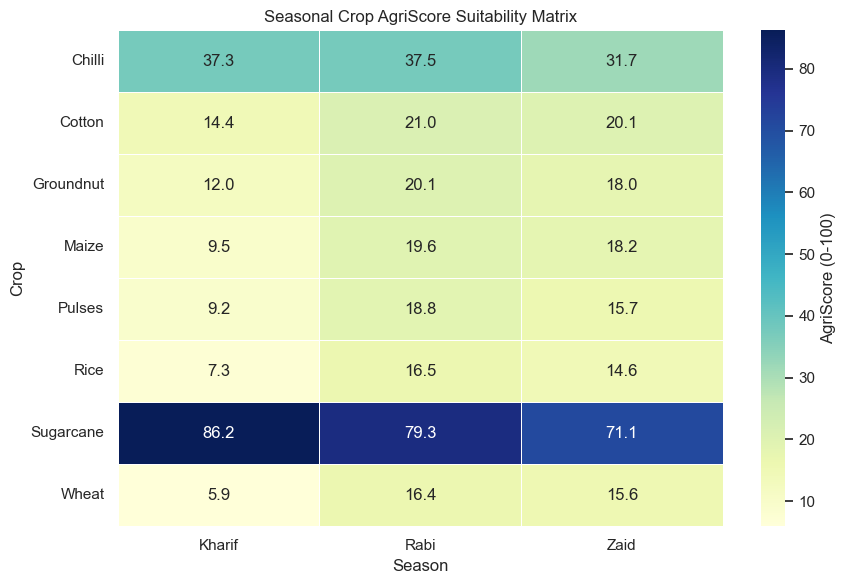 Seasonal Crop AgriScore Suitability Matrix
Crop
Chilli 37.3 37.5 31.7
Cotton 14.4 21.0 20.1
Groundnut 12.0 20.1 18.0
Maize 9.5 19.6 18.2
Pulses 9.2 18.8 15.7
Rice 7.3 16.5 14.6
Sugarcane 86.2 79.3 71.1
Wheat 5.9 16.4 15.6
Kharif Rabi Zaid
Season
80
70
60
50
40
30
20
10
AgriScore (0-100)